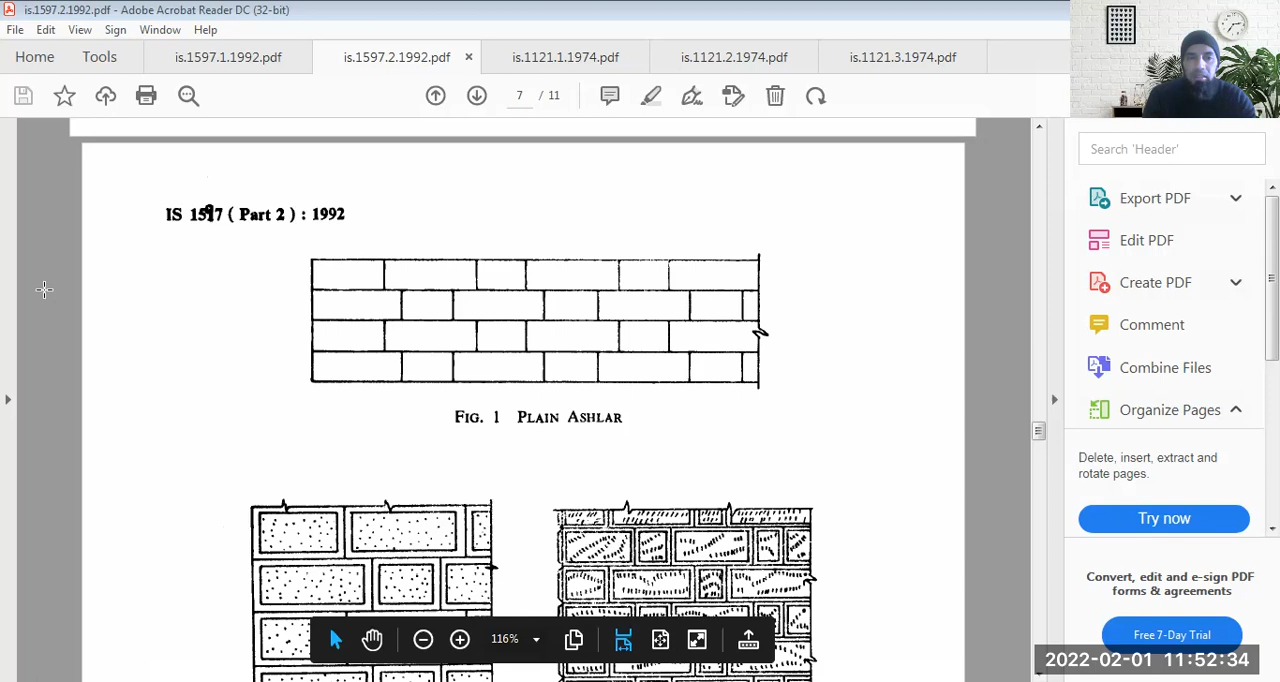 is.1597.2.1992.pdf - Adobe Acrobat Reader DC (32-bit)
File Edit View Window Sign Help
Home Tools is.1597.1.1992.pdf is.1597.2.1992.pdf × is.1121.1.1974.pdf is.1121.2.1974.pdf is.1121.3.1974.pdf
7 / 11
Search 'Header'
Export PDF
Edit PDF
Create PDF
Comment
Combine Files
Organize Pages
Delete, insert, extract and
rotate pages.
Try now
Convert, edit and e-sign PDF
forms & agreements
Free 7-Day Trial
IS 1597 ( Part 2 ) : 1992
FIG. 1 PLAIN ASHLAR
116%
2022-02-01 11:52:34